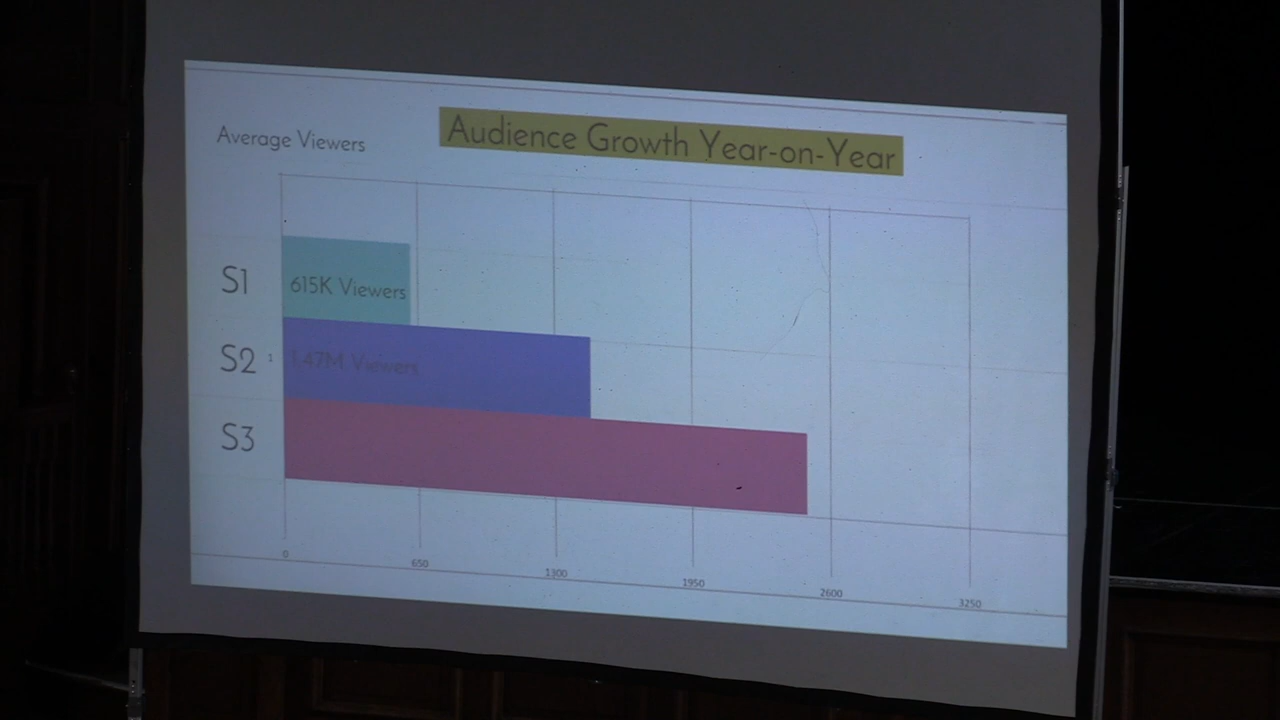 Audience Growth Year-on-Year
Average Viewers
S1
615K Viewers
S2
1
1.47M Viewers
S3
0
650
1300
1950
2600
3250